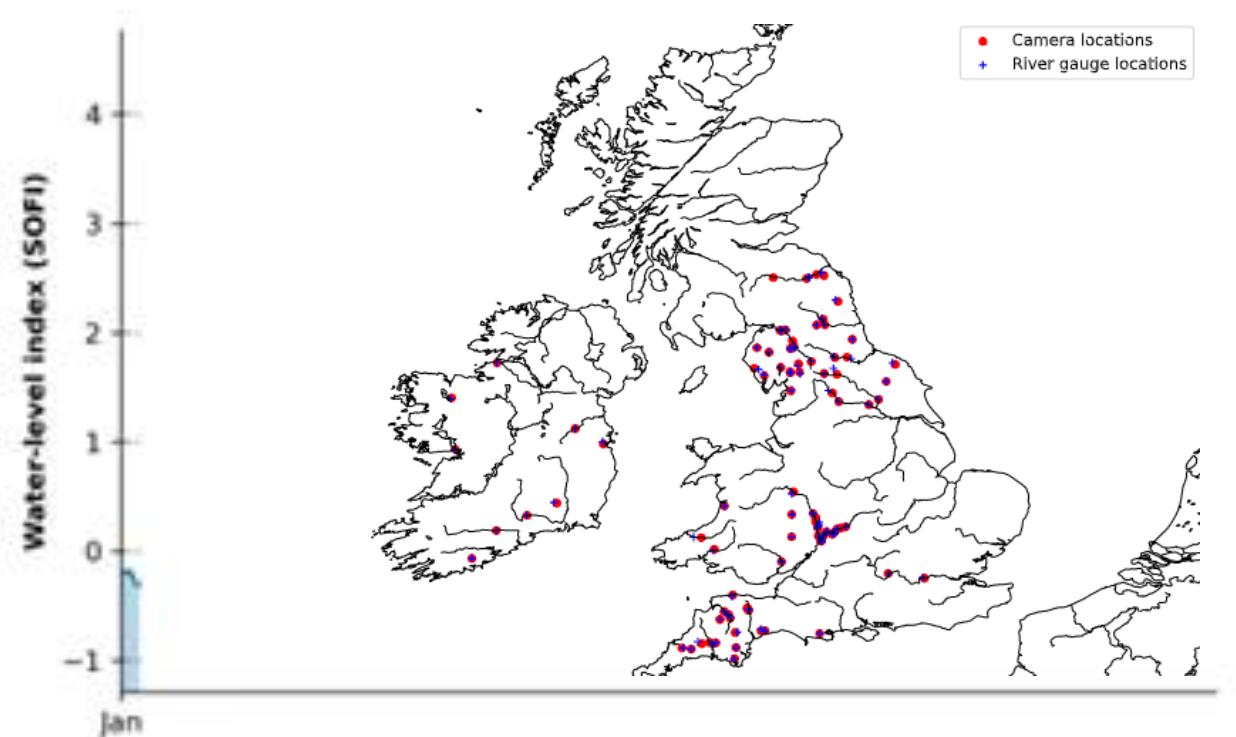 Camera locations
River gauge locations
Water-level index (SOFI)
4
3
2
1
0
−1
Jan